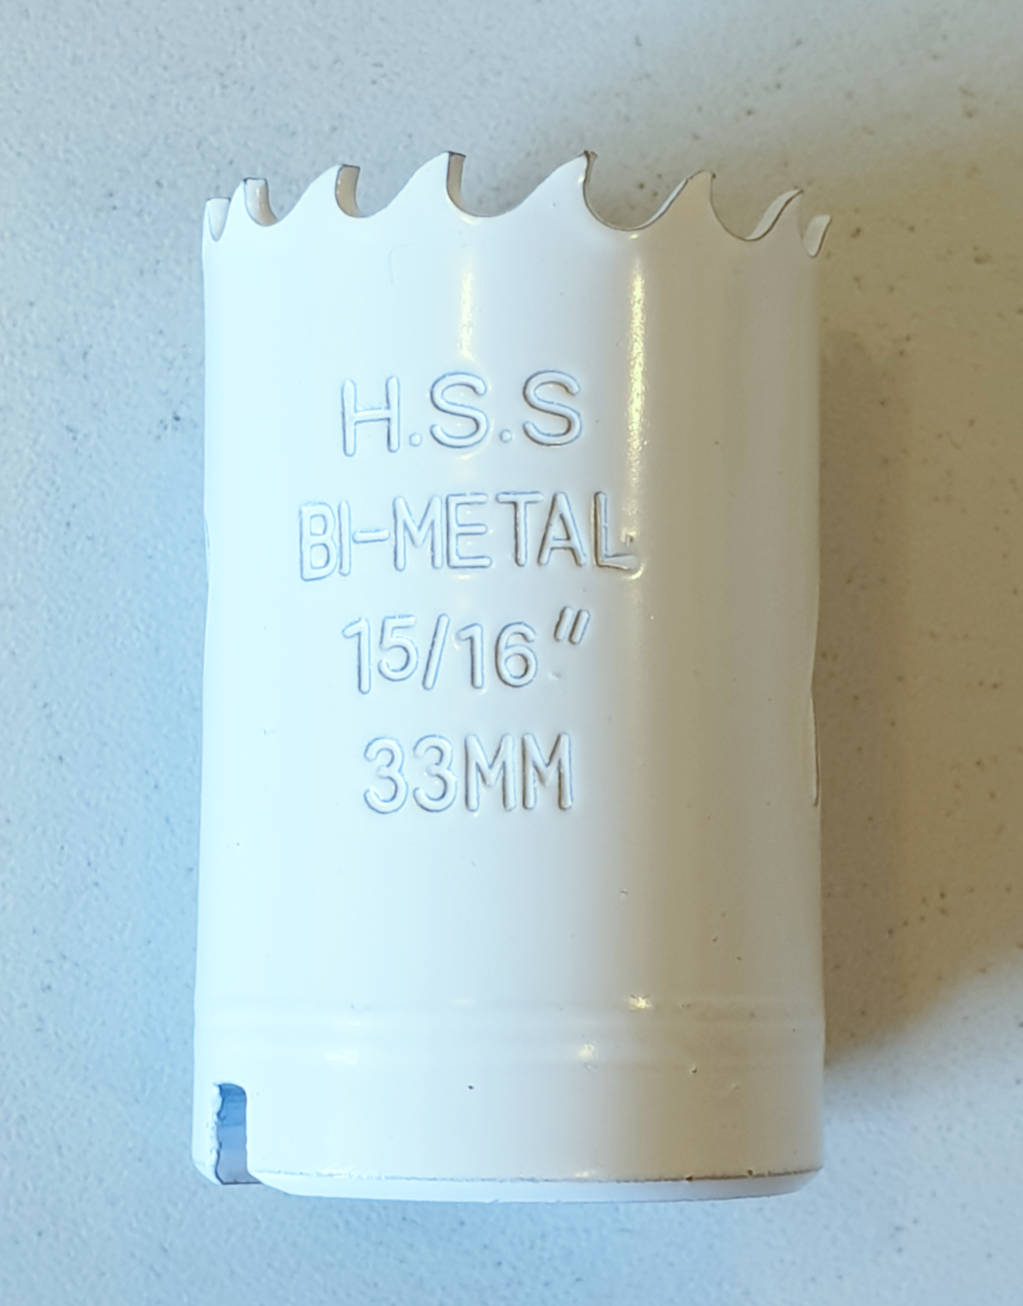 H.S.S
BI-METAL
15/16"
33MM